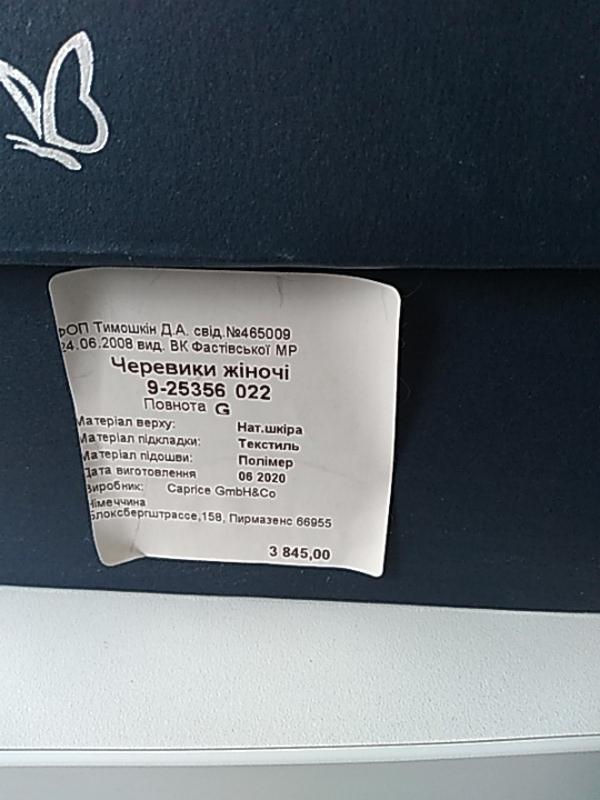 ФОП Тимошкін Д.А. свід.№465009
24.06.2008 вид. ВК Фастівської МР
Черевики жіночі
9-25356 022
Повнота G
Матеріал верху: Нат.шкіра
Матеріал підкладки: Текстиль
Матеріал підошви: Полімер
Дата виготовлення 06 2020
Виробник: Caprice GmbH&Co
Німеччина
Блоксбергштрассе,158, Пирмазенс 66955
3 845,00